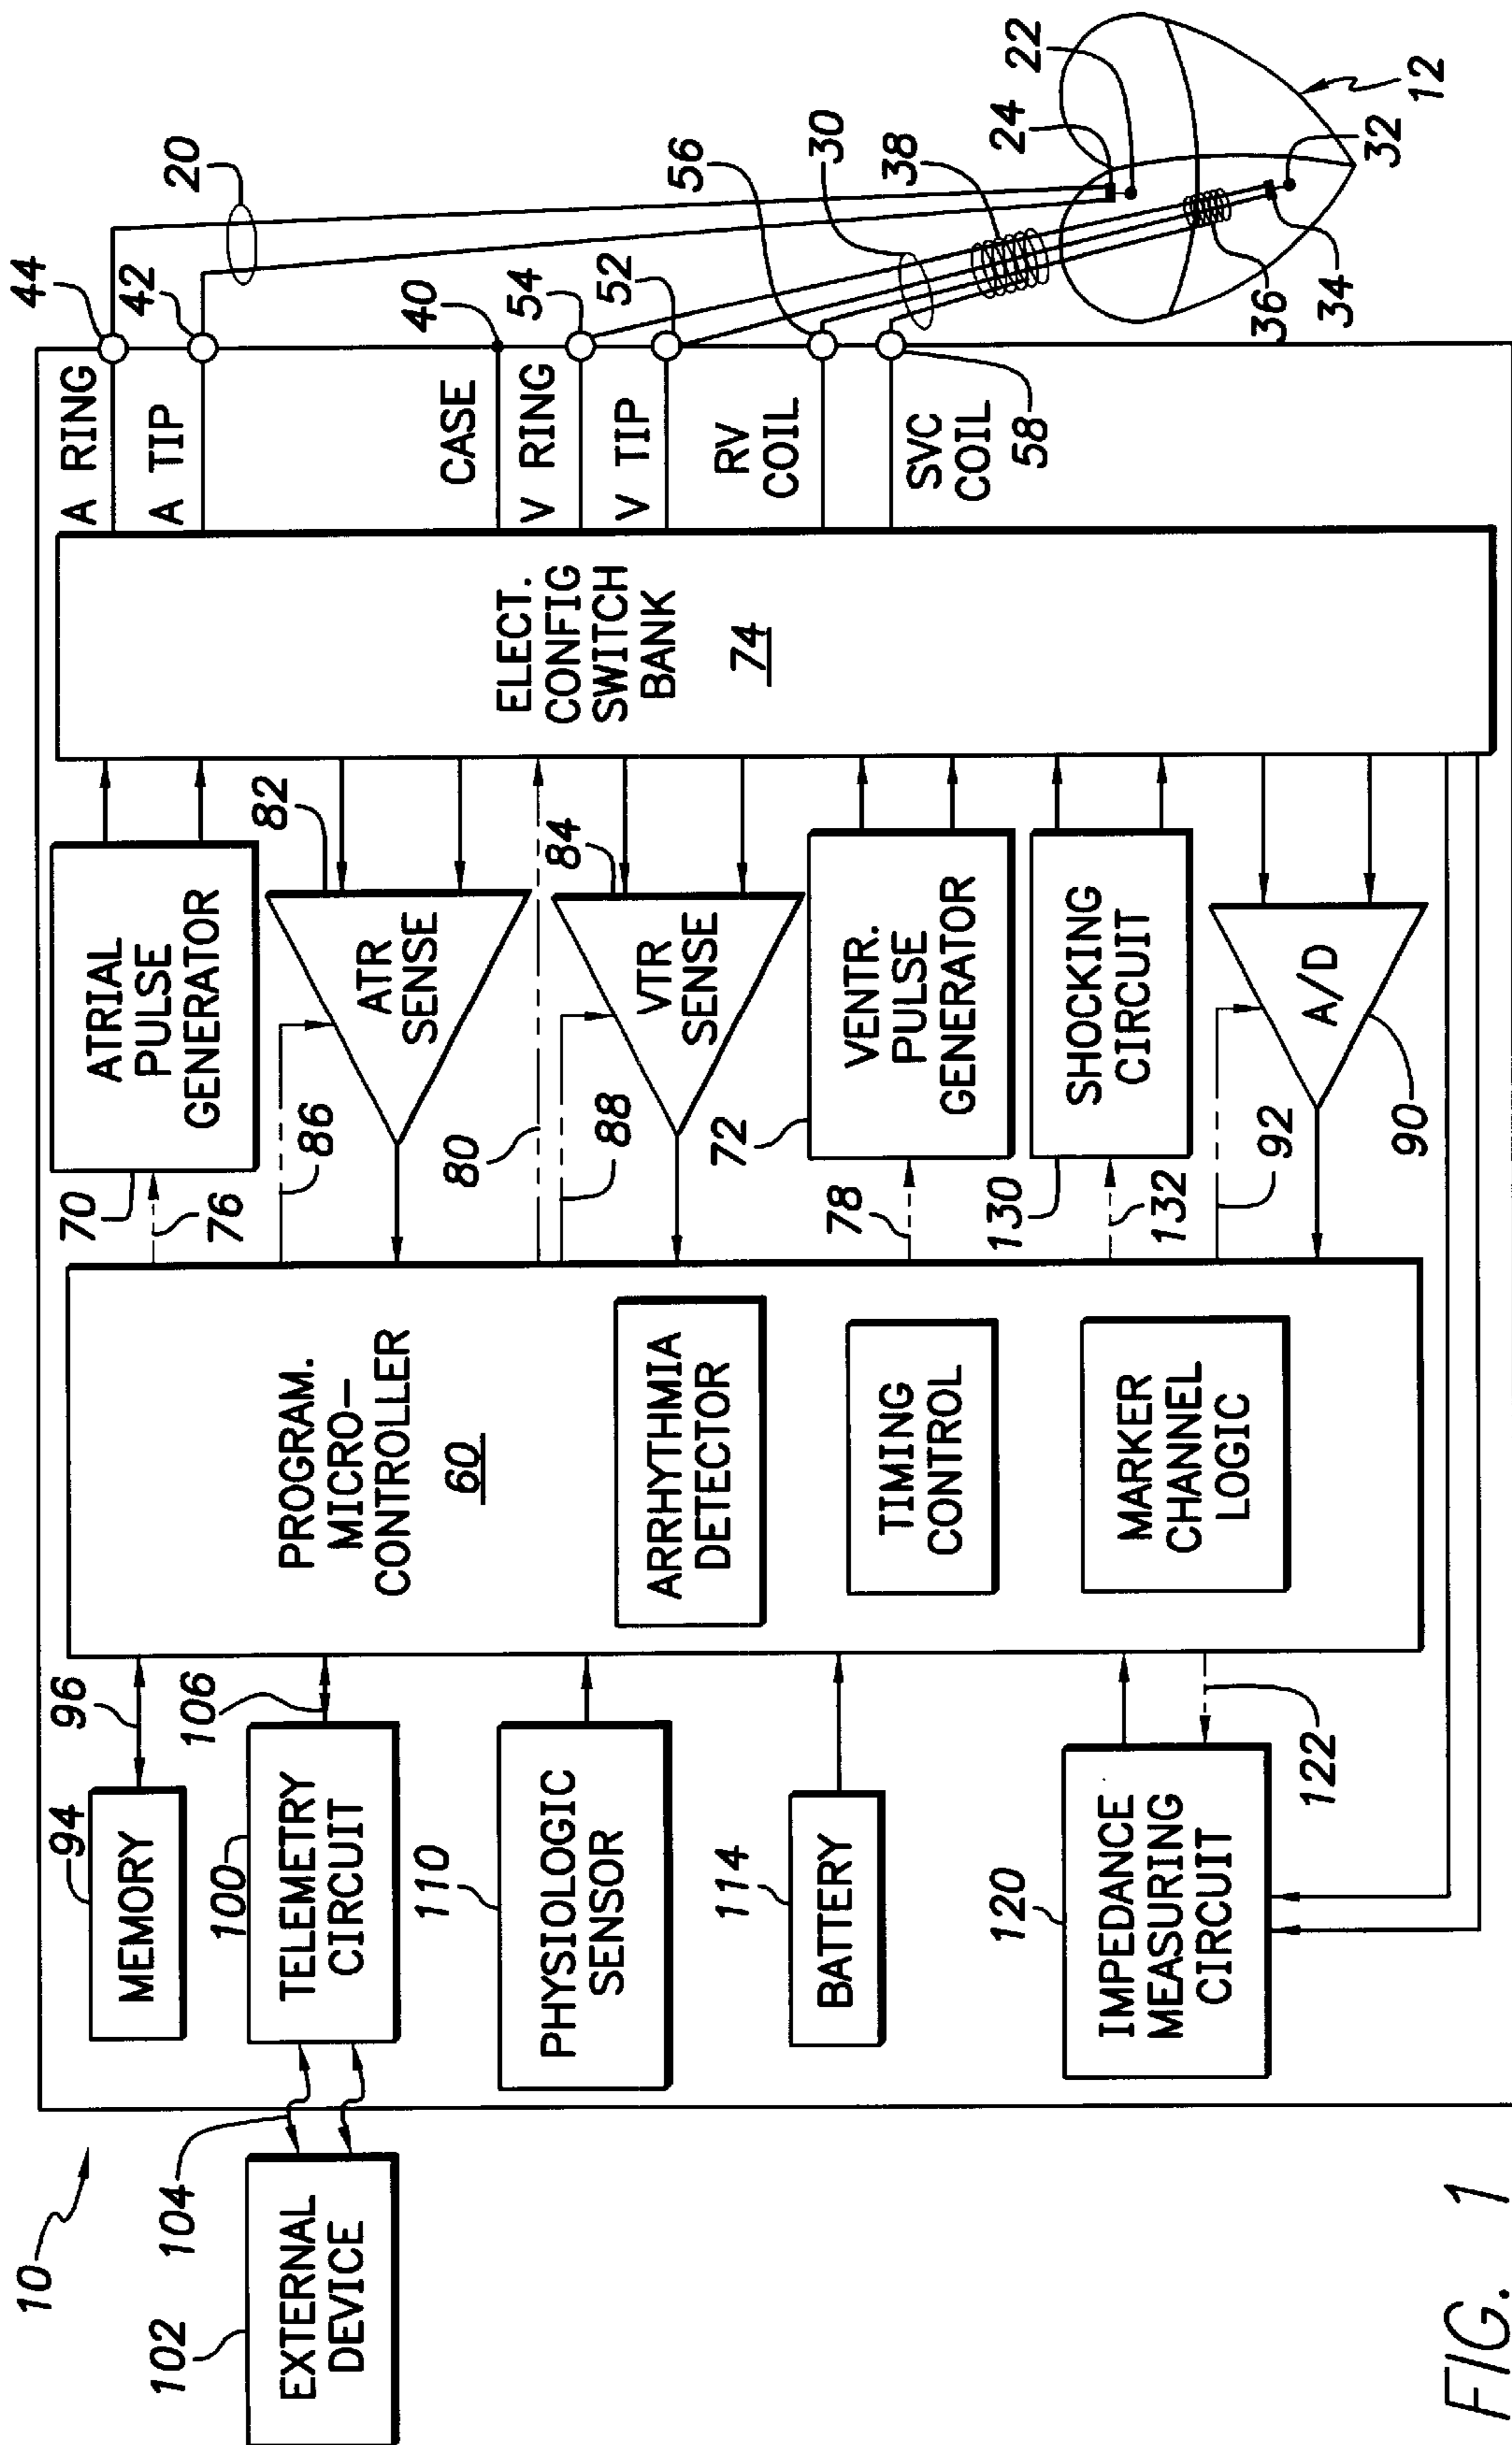 10
102
EXTERNAL
DEVICE
104
94
MEMORY
96
100
TELEMETRY
CIRCUIT
106
110
PHYSIOLOGIC
SENSOR
114
BATTERY
120
IMPEDANCE
MEASURING
CIRCUIT
122
PROGRAM.
MICRO-
CONTROLLER
60
ARRHYTHMIA
DETECTOR
TIMING
CONTROL
MARKER
CHANNEL
LOGIC
70
76
ATRIAL
PULSE
GENERATOR
86
82
ATR
SENSE
80
88
84
VTR
SENSE
72
78
VENTR.
PULSE
GENERATOR
130
132
SHOCKING
CIRCUIT
92
A/D
90
ELECT.
CONFIG
SWITCH
BANK
74
A RING
44
A TIP
42
20
CASE
40
V RING
54
V TIP
52
RV
COIL
56
SVC
COIL
58
30
38
24
22
36
34
32
12
FIG. 1